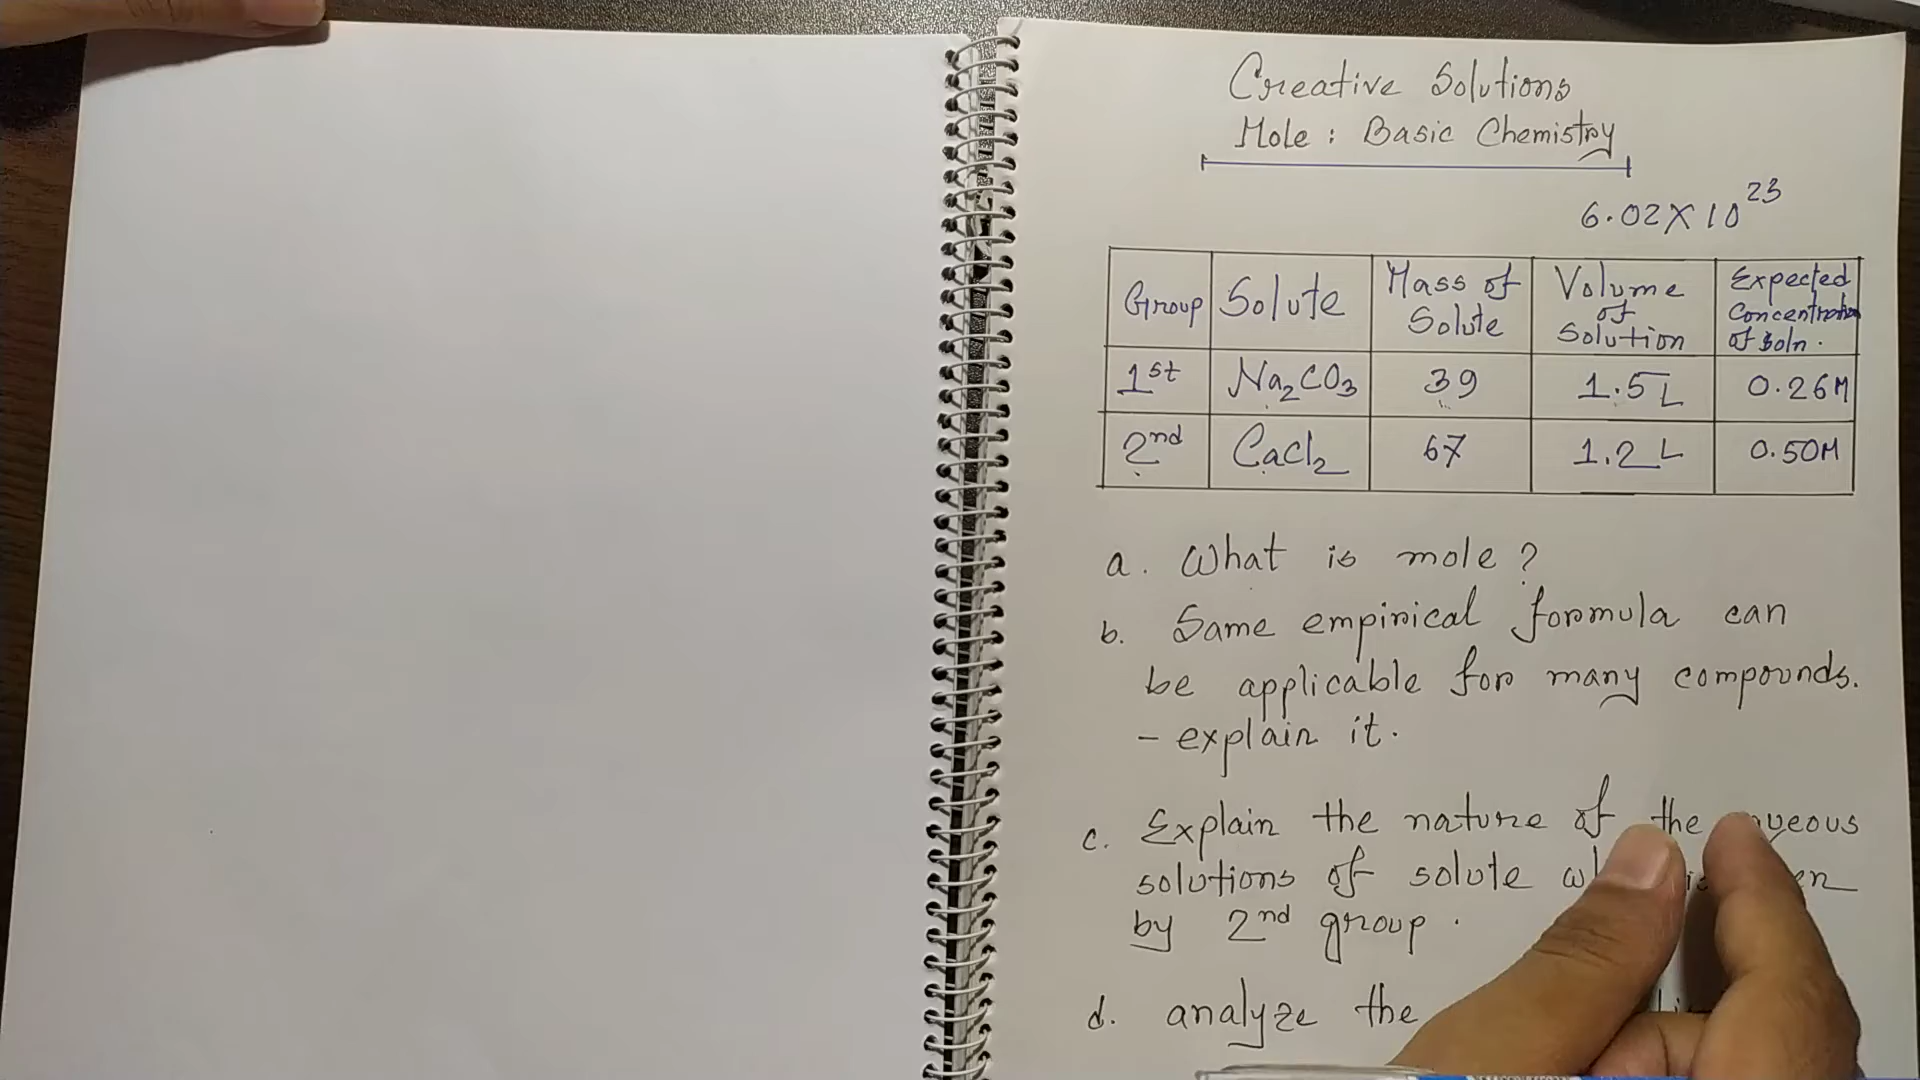 Creative Solutions
Mole : Basic Chemistry
6.02X10²³
Group Solute Mass of Solute Volume of Solution Expected Concentration of Soln.
1st Na₂CO₃ 39 1.5 L 0.26M
2nd Cacl₂ 67 1.2 L 0.50M
a. What is mole ?
b. Same empirical formula can
be applicable for many compounds.
- explain it.
c. Explain the nature of the
solutions of solute
by 2nd group .
d. analyze the